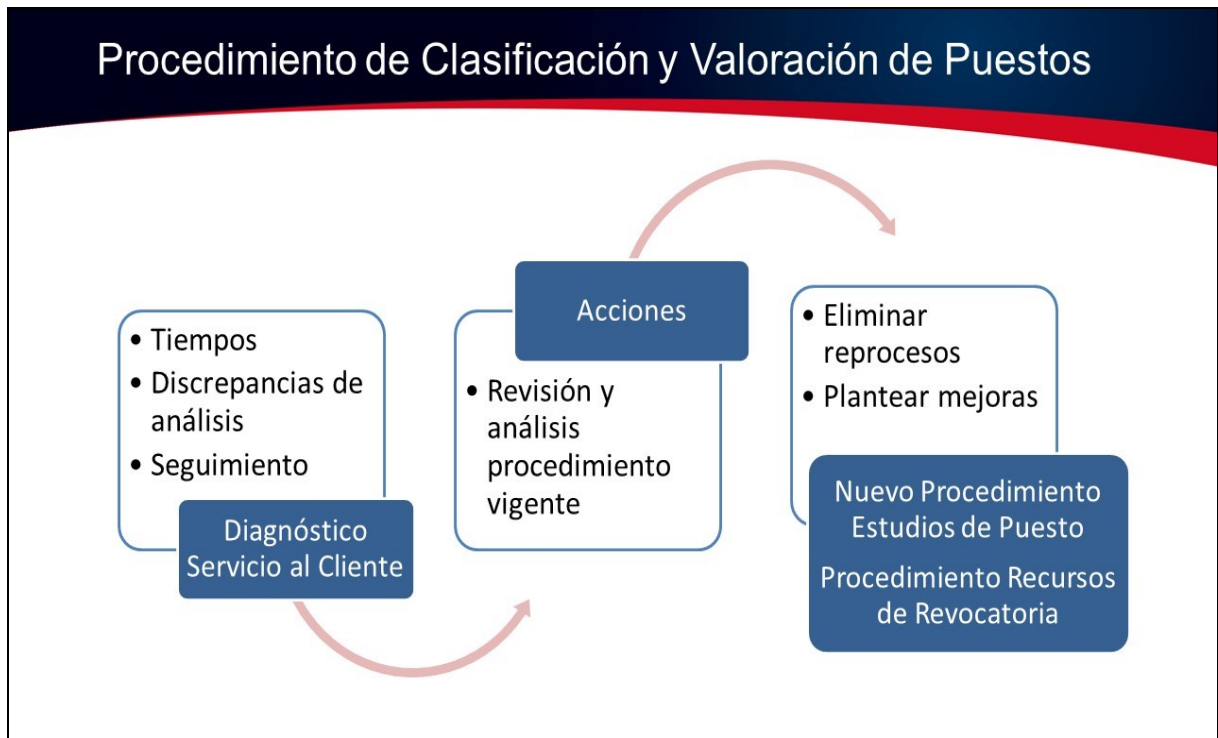 Procedimiento de Clasificación y Valoración de Puestos
• Tiempos
• Discrepancias de
análisis
• Seguimiento
Diagnóstico
Servicio al Cliente
Acciones
• Revisión y
análisis
procedimiento
vigente
• Eliminar
reprocesos
• Plantear mejoras
Nuevo Procedimiento
Estudios de Puesto
Procedimiento Recursos
de Revocatoria